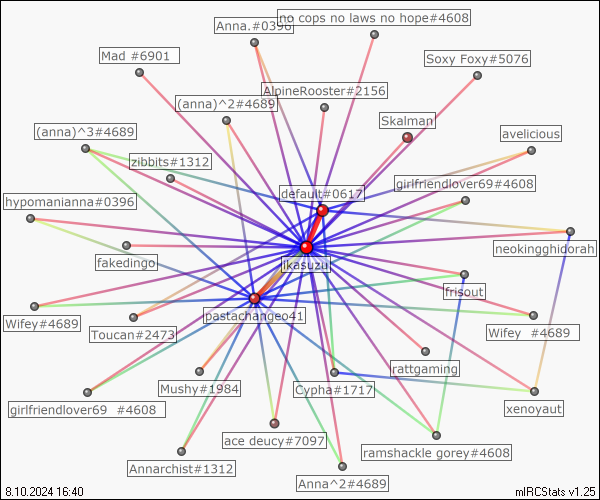 no cops no laws no hope#4608
Anna.#0396
Mad #6901
Soxy Foxy#5076
AlpineRooster#2156
(anna)^2#4689
Skalman
(anna)^3#4689
avelicious
zibbits#1312
default#0617
girlfriendlover69#4608
hypomanianna#0396
neokingghidorah
fakedingo
ikasuzu
frisout
pastachangeo41
Wifey#4689
Toucan#2473
Wifey #4689
rattgaming
Mushy#1984
Cypha#1717
girlfriendlover69 #4608
xenoyaut
ace deucy#7097
ramshackle gorey#4608
Annarchist#1312
Anna^2#4689
8.10.2024 16:40
mIRCStats v1.25